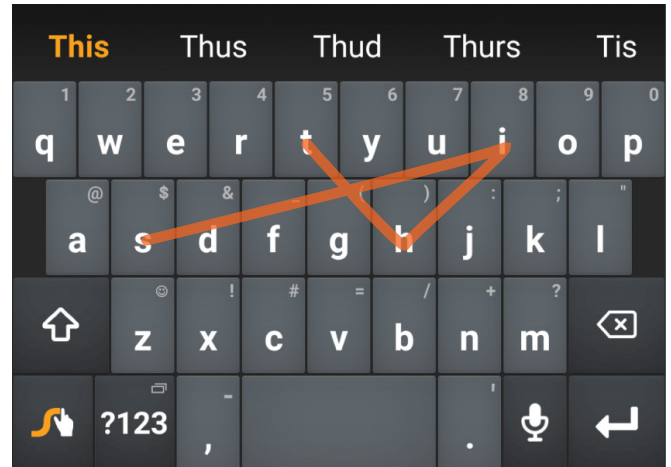 This Thus Thud Thurs Tis
1 2 3 4 5 6 7 8 9 0
q w e r t y u i o p
@ $ & _ ( ) : ; "
a s d f g h j k l
☺ ! # = / + ?
z x c v b n m
- '
?123 , .